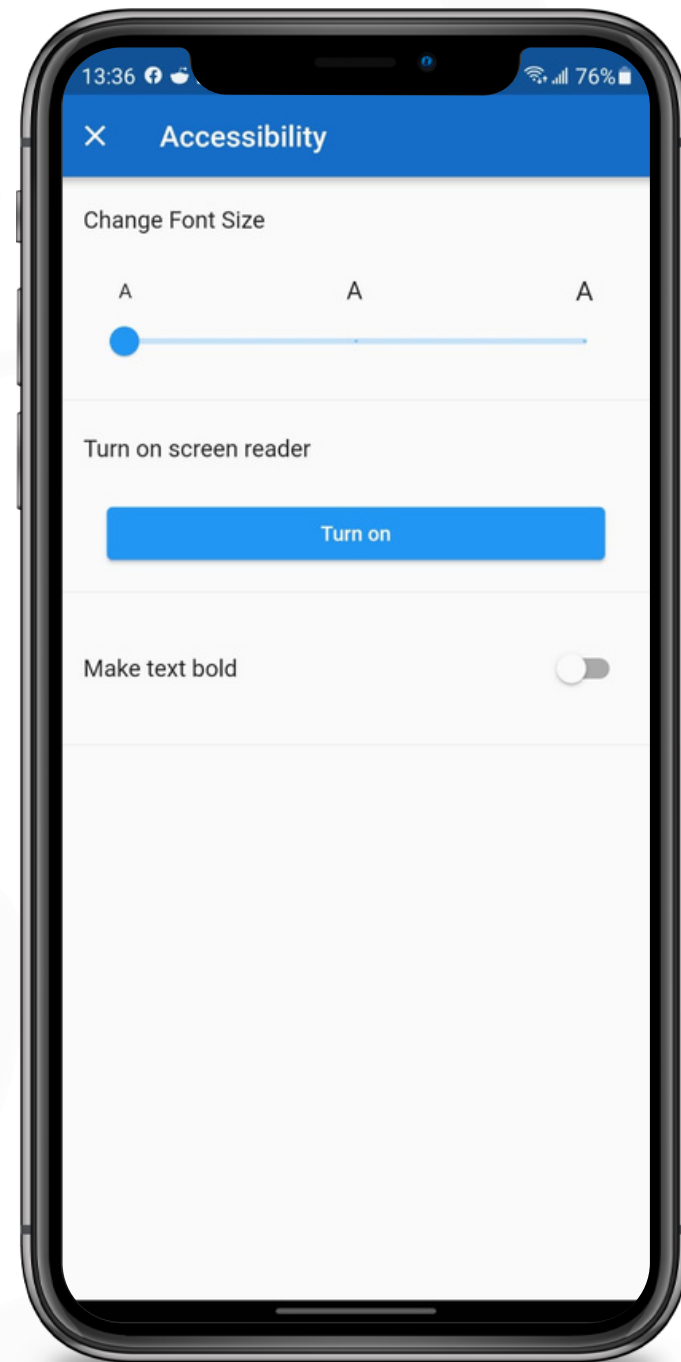 13:36 76%
Accessibility
Change Font Size
A A A
Turn on screen reader
Turn on
Make text bold